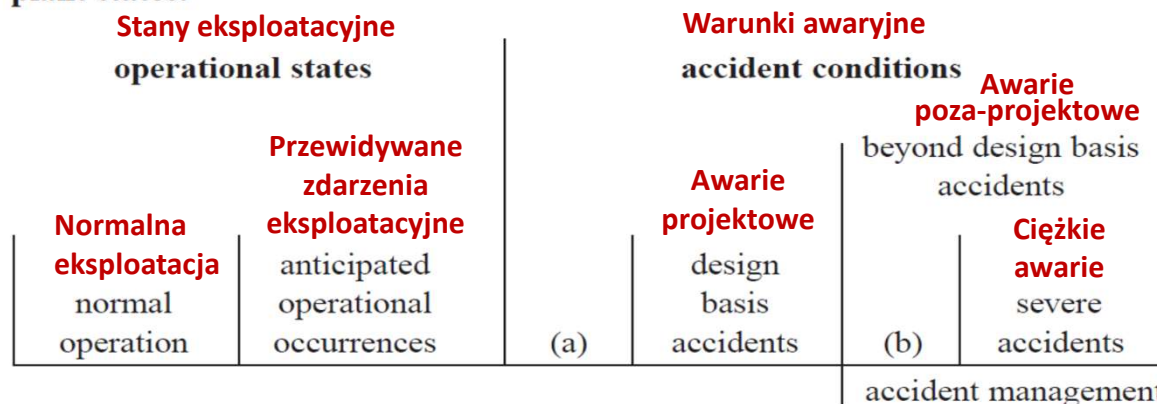 Stany eksploatacyjne
operational states
Warunki awaryjne
accident conditions
Awarie
poza-projektowe
beyond design basis
accidents
Normalna
eksploatacja
normal
operation
Przewidywane
zdarzenia
eksploatacyjne
anticipated
operational
occurrences
(a)
Awarie
projektowe
design
basis
accidents
(b)
Ciężkie
awarie
severe
accidents
accident management